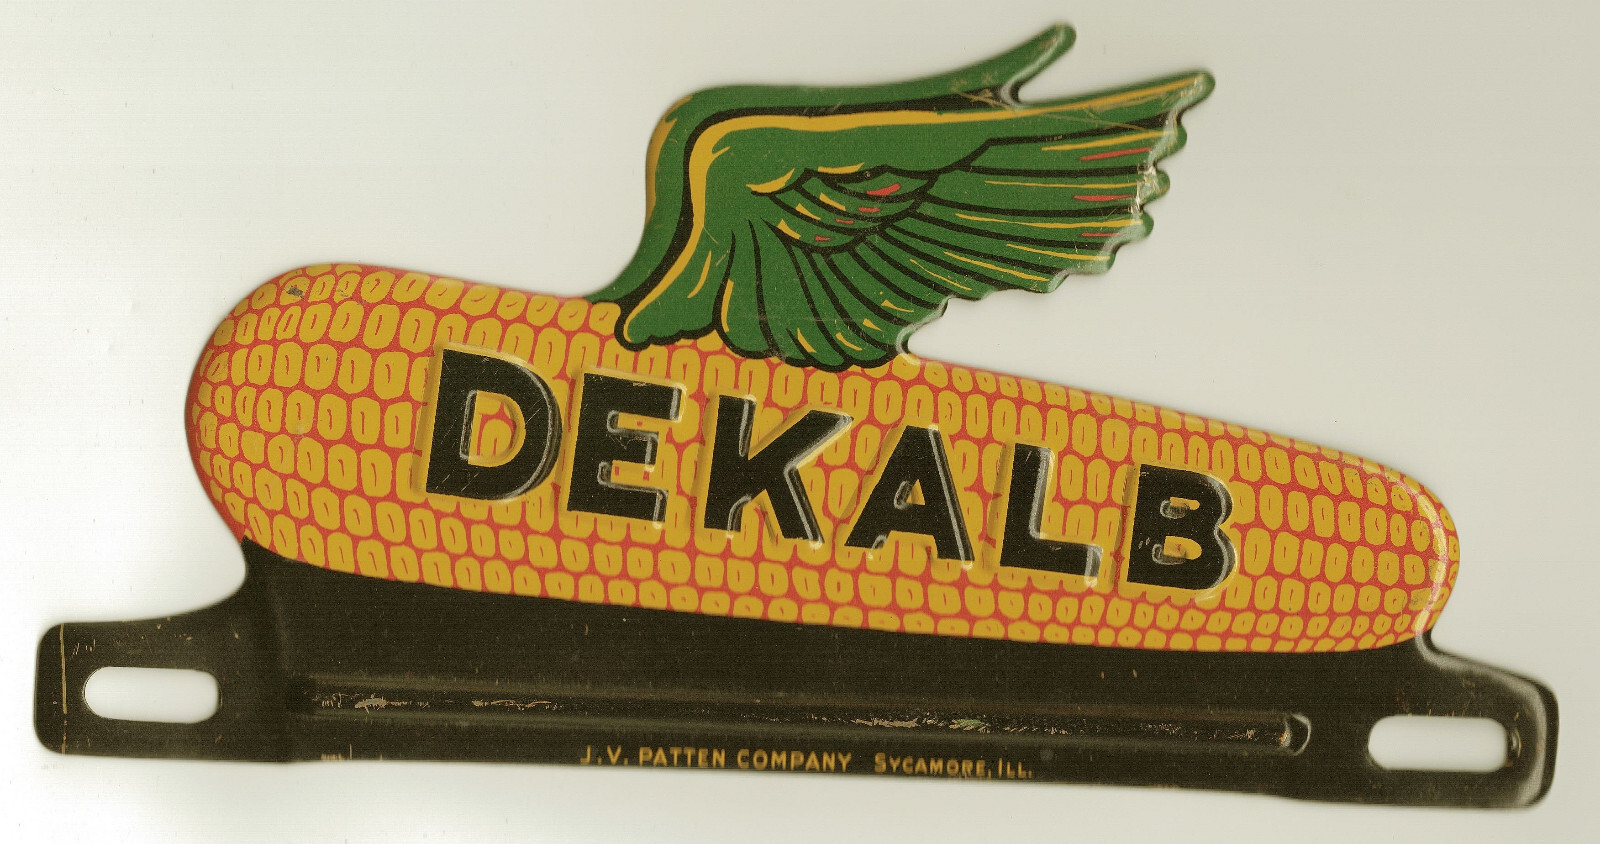 DEKALB
J.V. PATTEN COMPANY SYCAMORE, ILL.